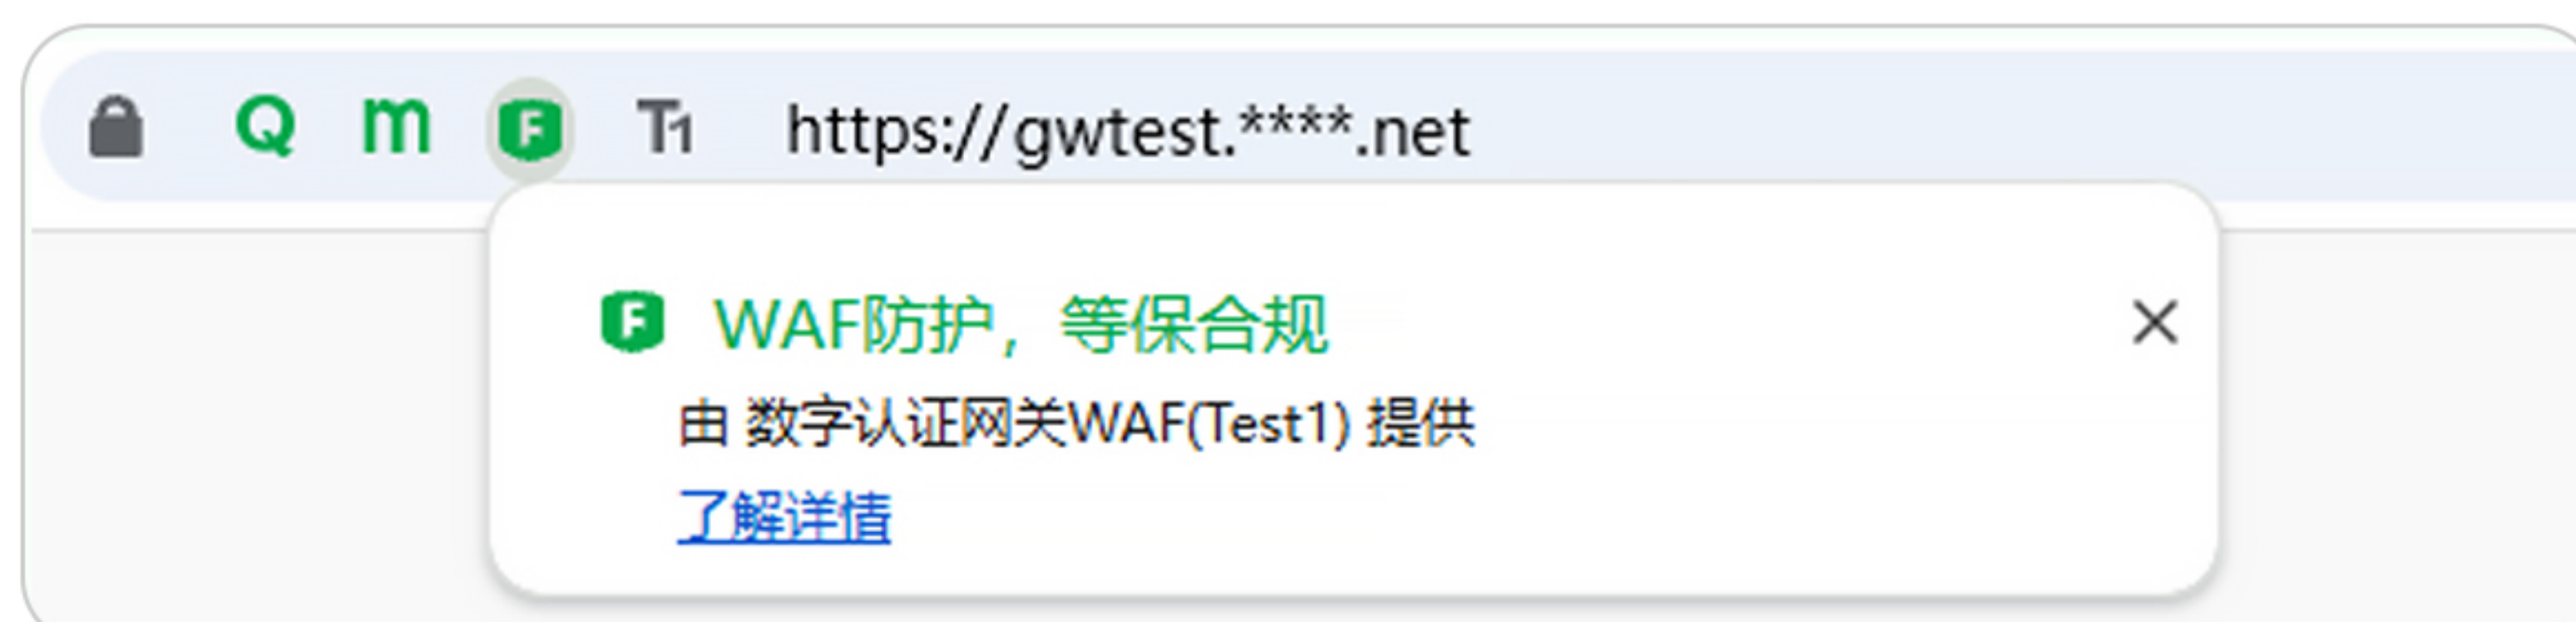 Q m F T1 https://gwtest.****.net
F WAF防护，等保合规
由 数字认证网关WAF(Test1) 提供
了解详情